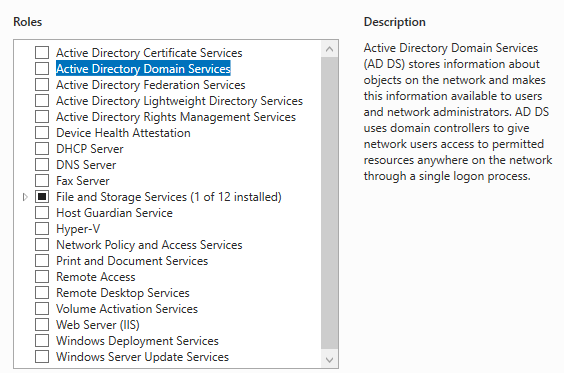 Roles
Active Directory Certificate Services
Active Directory Domain Services
Active Directory Federation Services
Active Directory Lightweight Directory Services
Active Directory Rights Management Services
Device Health Attestation
DHCP Server
DNS Server
Fax Server
File and Storage Services (1 of 12 installed)
Host Guardian Service
Hyper-V
Network Policy and Access Services
Print and Document Services
Remote Access
Remote Desktop Services
Volume Activation Services
Web Server (IIS)
Windows Deployment Services
Windows Server Update Services
Description
Active Directory Domain Services
(AD DS) stores information about
objects on the network and makes
this information available to users
and network administrators. AD DS
uses domain controllers to give
network users access to permitted
resources anywhere on the network
through a single logon process.